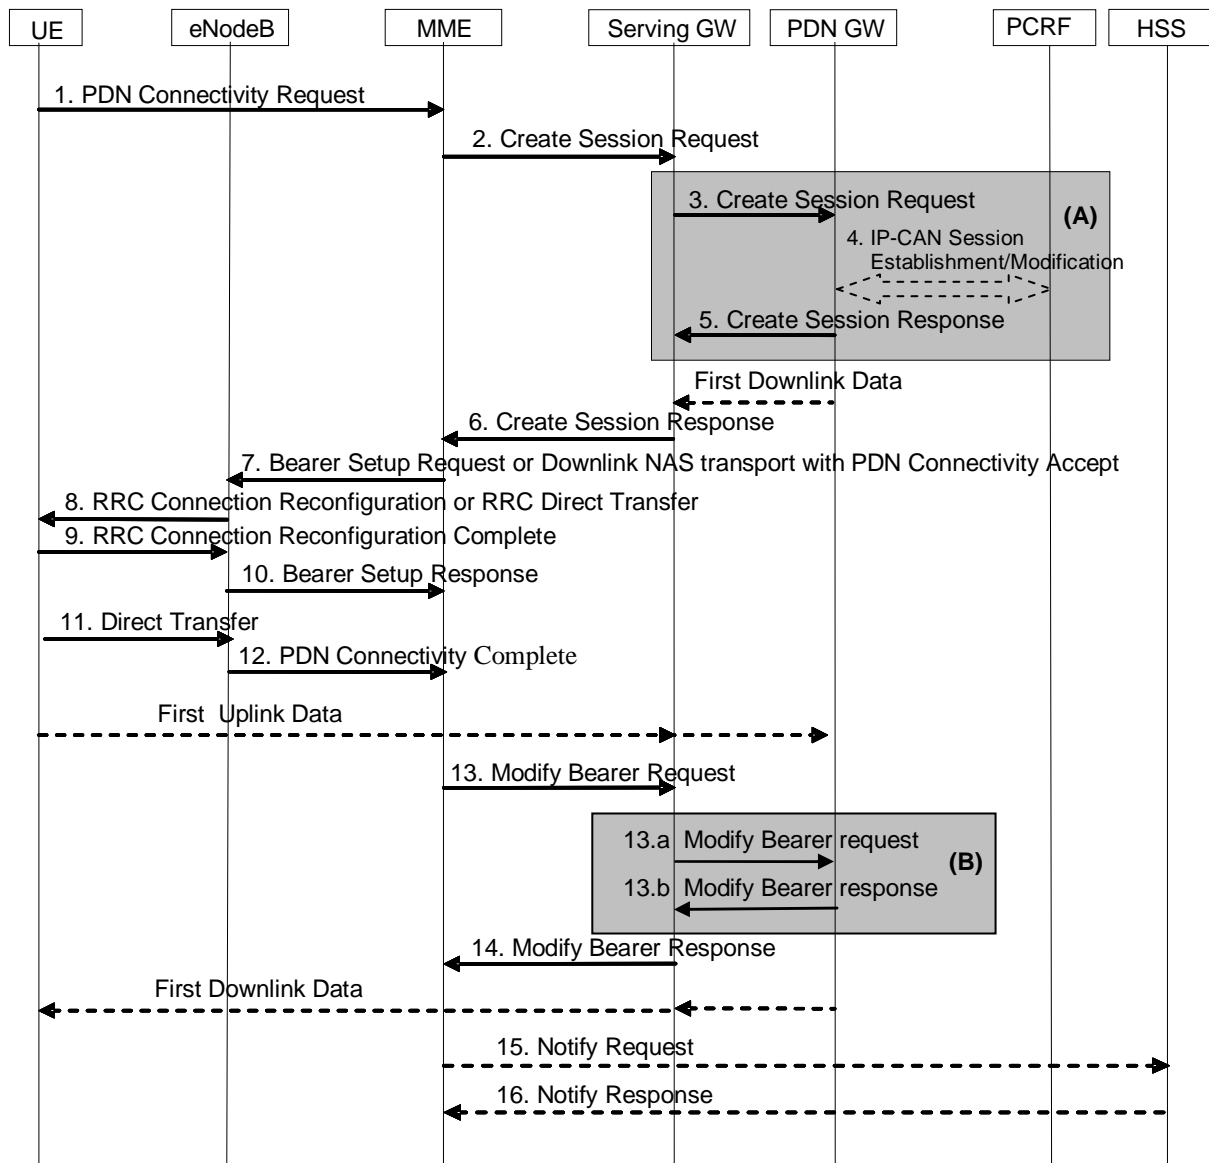 UE
eNodeB
MME
Serving GW
PDN GW
PCRF
HSS
1. PDN Connectivity Request
2. Create Session Request
3. Create Session Request
(A)
4. IP-CAN Session
Establishment/Modification
5. Create Session Response
First Downlink Data
6. Create Session Response
7. Bearer Setup Request or Downlink NAS transport with PDN Connectivity Accept
8. RRC Connection Reconfiguration or RRC Direct Transfer
9. RRC Connection Reconfiguration Complete
10. Bearer Setup Response
11. Direct Transfer
12. PDN Connectivity Complete
First Uplink Data
13. Modify Bearer Request
13.a Modify Bearer request
(B)
13.b Modify Bearer response
14. Modify Bearer Response
First Downlink Data
15. Notify Request
16. Notify Response